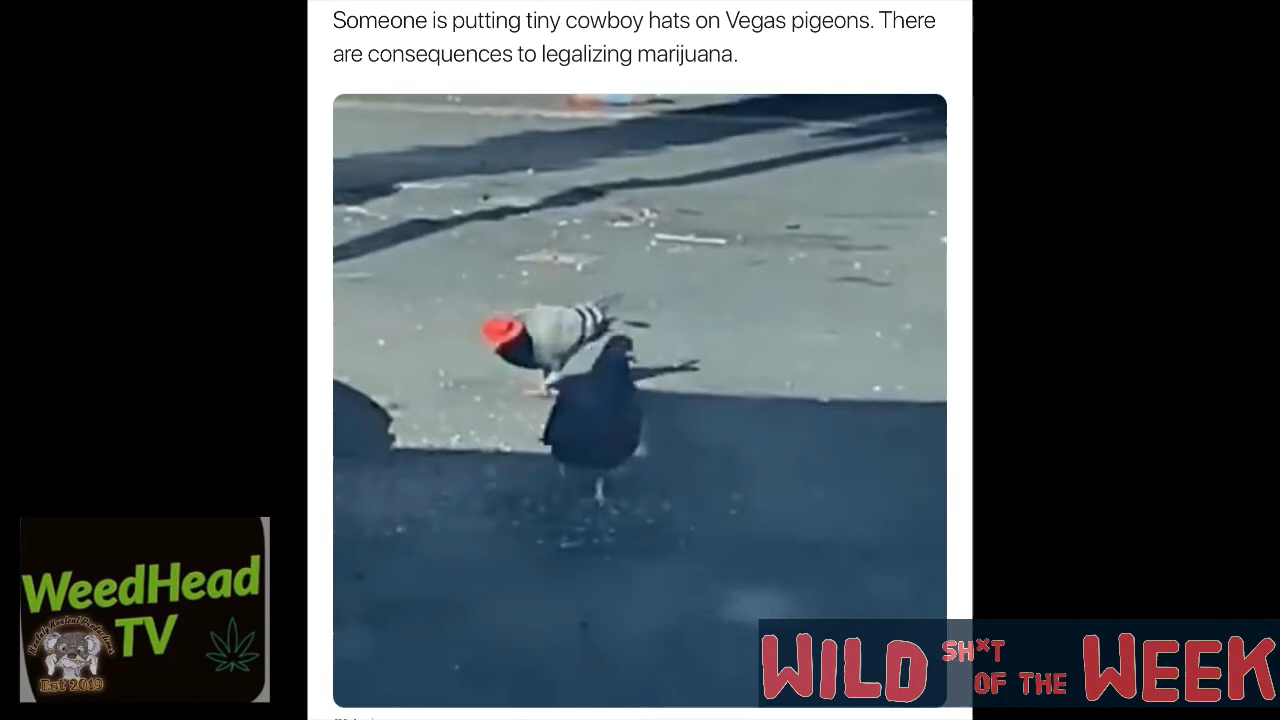 Someone is putting tiny cowboy hats on Vegas pigeons. There
are consequences to legalizing marijuana.
WeedHead
TV
Est 2019
WILD SH*T OF THE WEEK